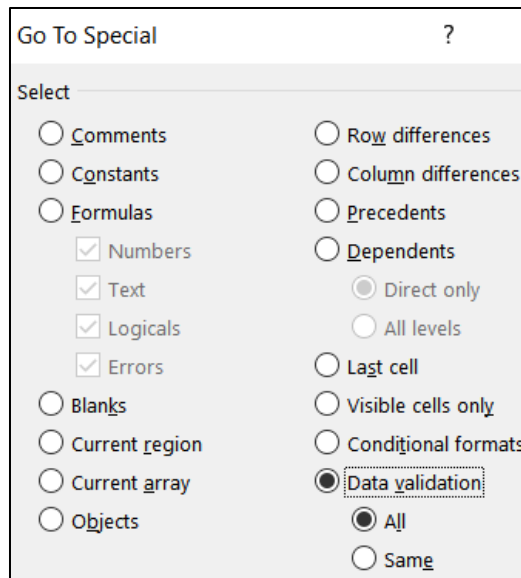 Go To Special ?
Select
Comments
Constants
Formulas
Numbers
Text
Logicals
Errors
Blanks
Current region
Current array
Objects
Row differences
Column differences
Precedents
Dependents
Direct only
All levels
Last cell
Visible cells only
Conditional formats
Data validation
All
Same